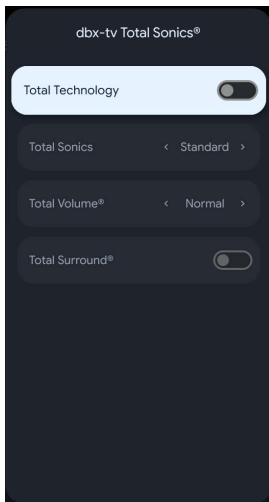 dbx-tv Total Sonics®
Total Technology
Total Sonics < Standard >
Total Volume® < Normal >
Total Surround®